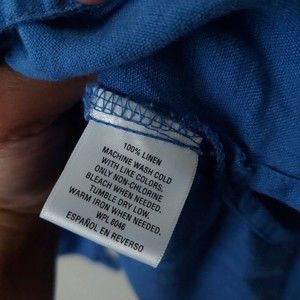 100% LINEN
MACHINE WASH COLD
WITH LIKE COLORS.
ONLY NON-CHLORINE
BLEACH WHEN NEEDED.
TUMBLE DRY LOW.
WARM IRON WHEN NEEDED.
WPL 8046
ESPAÑOL EN REVERSO